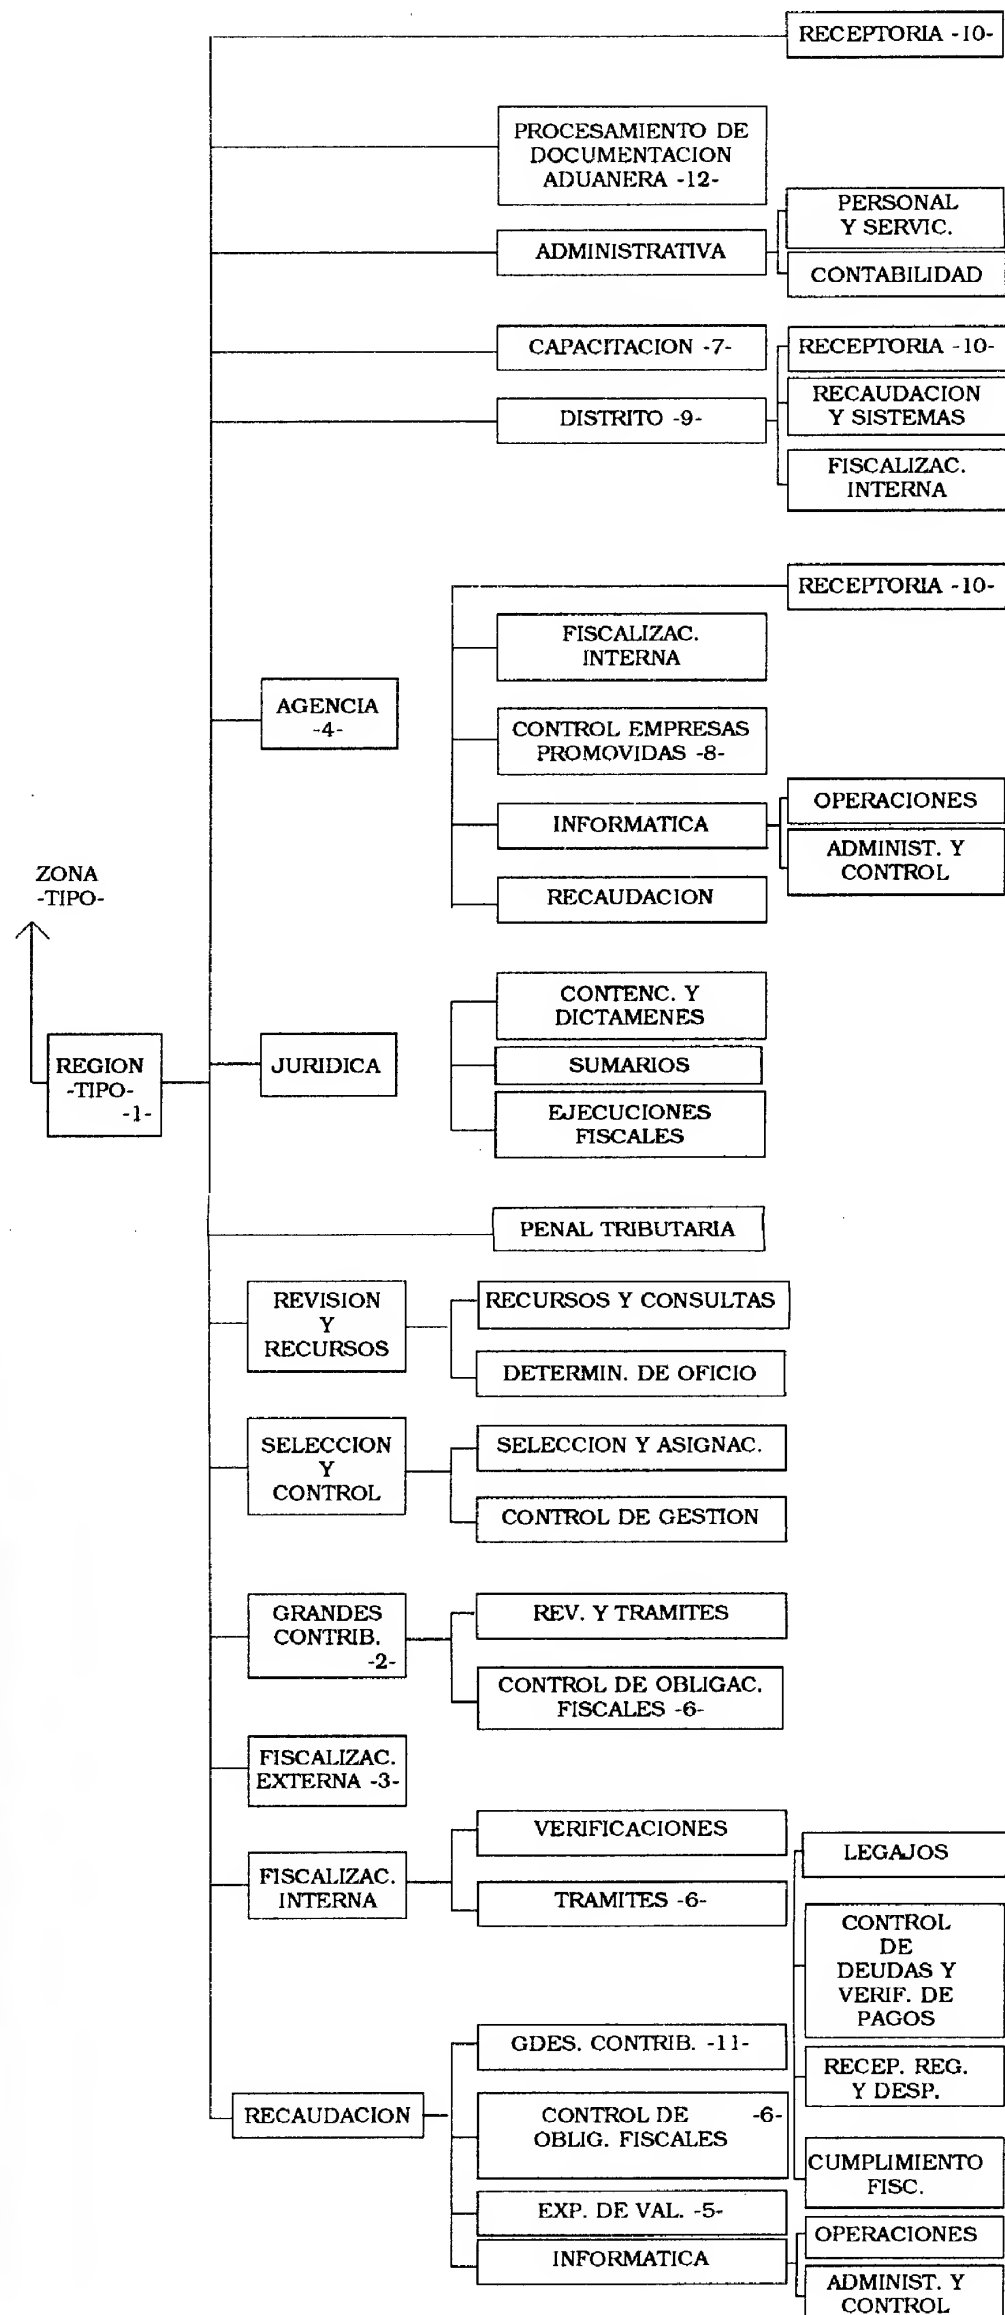 RECEPTORIA -10-
PROCESAMIENTO DE
DOCUMENTACION
ADUANERA -12-
PERSONAL
Y SERVIC.
ADMINISTRATIVA
CONTABILIDAD
CAPACITACION -7-
RECEPTORIA -10-
RECAUDACION
Y SISTEMAS
DISTRITO -9-
FISCALIZAC.
INTERNA
RECEPTORIA -10-
FISCALIZAC.
INTERNA
AGENCIA
-4-
CONTROL EMPRESAS
PROMOVIDAS -8-
OPERACIONES
INFORMATICA
ADMINIST. Y
CONTROL
RECAUDACION
ZONA
-TIPO-
CONTENC. Y
DICTAMENES
REGION
-TIPO-
-1-
JURIDICA
SUMARIOS
EJECUCIONES
FISCALES
PENAL TRIBUTARIA
REVISION
Y
RECURSOS
RECURSOS Y CONSULTAS
DETERMIN. DE OFICIO
SELECCION
Y
CONTROL
SELECCION Y ASIGNAC.
CONTROL DE GESTION
GRANDES
CONTRIB.
-2-
REV. Y TRAMITES
CONTROL DE OBLIGAC.
FISCALES -6-
FISCALIZAC.
EXTERNA -3-
VERIFICACIONES
FISCALIZAC.
INTERNA
TRAMITES -6-
LEGAJOS
CONTROL
DE
DEUDAS Y
VERIF. DE
PAGOS
GDES. CONTRIB. -11-
RECEP. REG.
Y DESP.
RECAUDACION
CONTROL DE -6-
OBLIG. FISCALES
CUMPLIMIENTO
FISC.
EXP. DE VAL. -5-
OPERACIONES
INFORMATICA
ADMINIST. Y
CONTROL